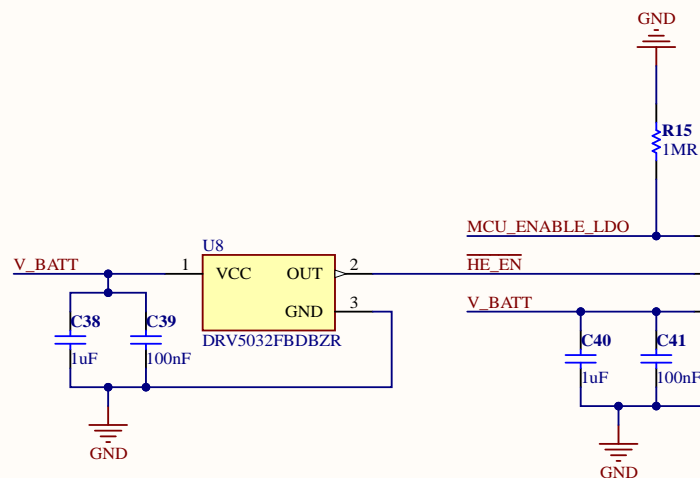 GND
R15
1MR
MCU_ENABLE_LDO
U8
V_BATT
1
VCC
OUT
2
HE_EN
GND
3
V_BATT
C38
C39
DRV5032FBDBZR
1uF
100nF
C40
C41
1uF
100nF
GND
GND